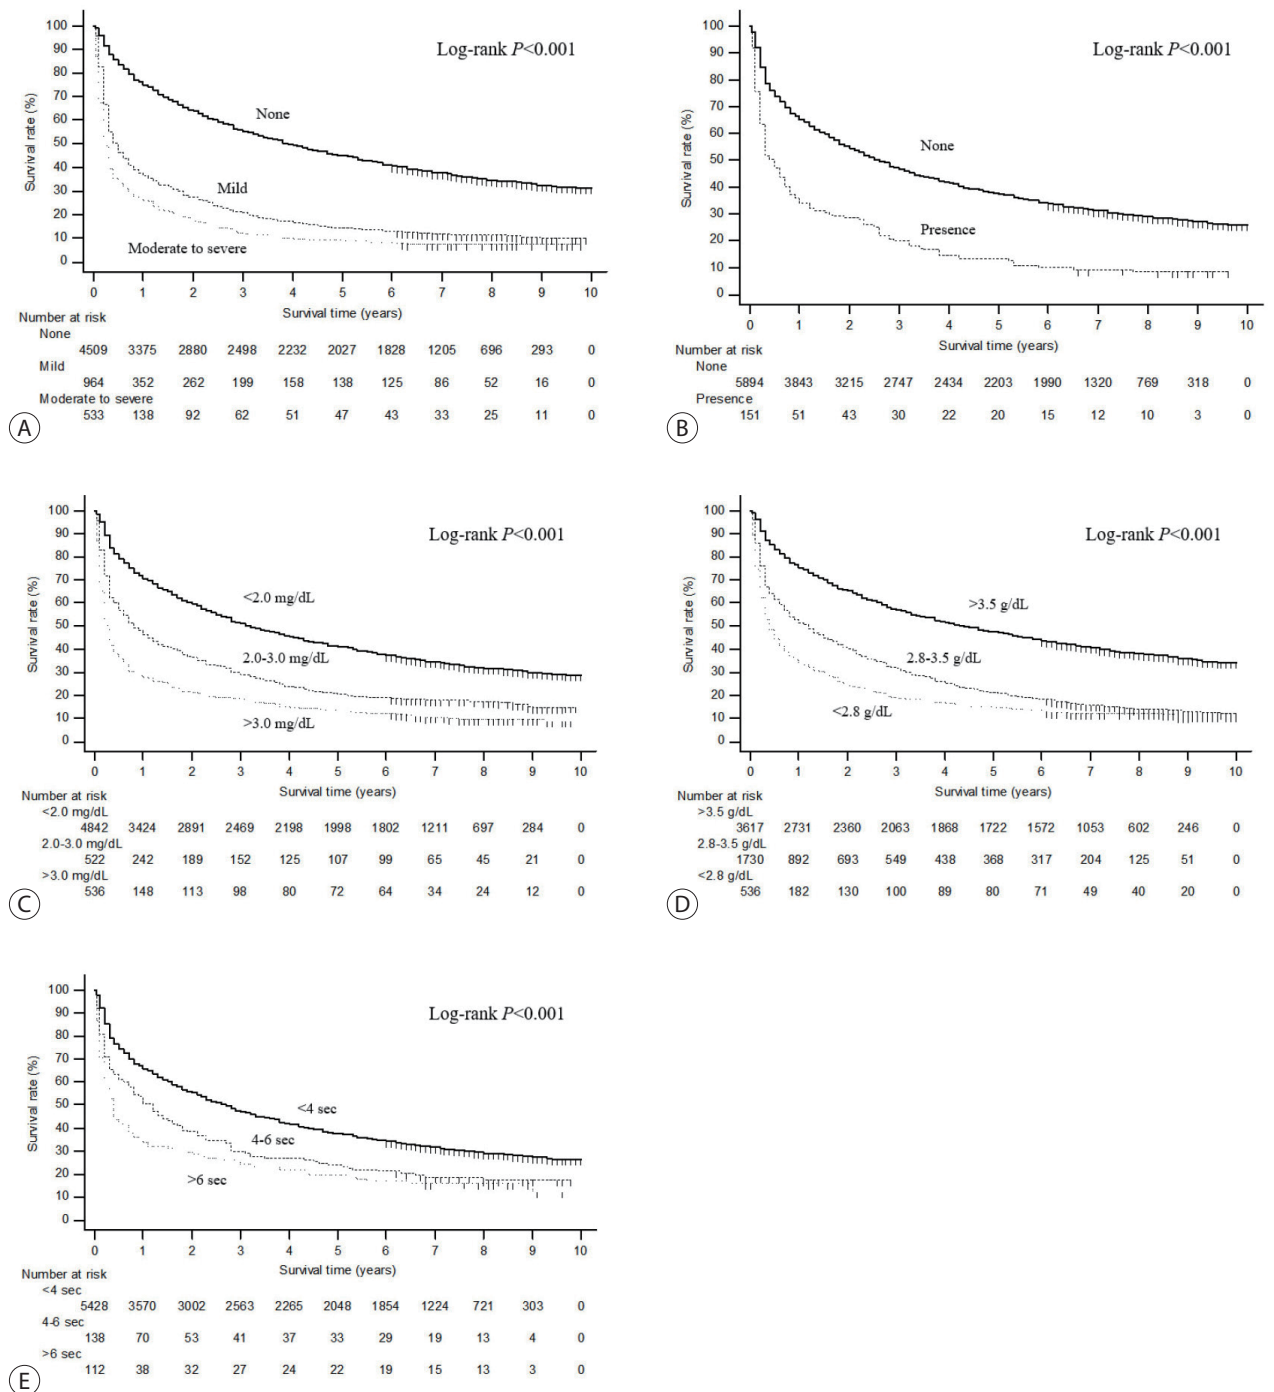 100
90
80
70
60
50
40
30
20
10
0
Survival rate (%)
Log-rank P<0.001
None
Mild
Moderate to severe
0 1 2 3 4 5 6 7 8 9 10
Survival time (years)
Number at risk
None
4509 3375 2880 2498 2232 2027 1828 1205 696 293 0
Mild
964 352 262 199 158 138 125 86 52 16 0
Moderate to severe
533 138 92 62 51 47 43 33 25 11 0
A
100
90
80
70
60
50
40
30
20
10
0
Survival rate (%)
Log-rank P<0.001
None
Presence
0 1 2 3 4 5 6 7 8 9 10
Survival time (years)
Number at risk
None
5894 3843 3215 2747 2434 2203 1990 1320 769 318 0
Presence
151 51 43 30 22 20 15 12 10 3 0
B
100
90
80
70
60
50
40
30
20
10
0
Survival rate (%)
Log-rank P<0.001
<2.0 mg/dL
2.0-3.0 mg/dL
>3.0 mg/dL
0 1 2 3 4 5 6 7 8 9 10
Survival time (years)
Number at risk
<2.0 mg/dL
4842 3424 2891 2469 2198 1998 1802 1211 697 284 0
2.0-3.0 mg/dL
522 242 189 152 125 107 99 65 45 21 0
>3.0 mg/dL
536 148 113 98 80 72 64 34 24 12 0
C
100
90
80
70
60
50
40
30
20
10
0
Survival rate (%)
Log-rank P<0.001
>3.5 g/dL
2.8-3.5 g/dL
<2.8 g/dL
0 1 2 3 4 5 6 7 8 9 10
Survival time (years)
Number at risk
>3.5 g/dL
3617 2731 2360 2063 1868 1722 1572 1053 602 246 0
2.8-3.5 g/dL
1730 892 693 549 438 368 317 204 125 51 0
<2.8 g/dL
536 182 130 100 89 80 71 49 40 20 0
D
100
90
80
70
60
50
40
30
20
10
0
Survival rate (%)
Log-rank P<0.001
<4 sec
4-6 sec
>6 sec
0 1 2 3 4 5 6 7 8 9 10
Survival time (years)
Number at risk
<4 sec
5428 3570 3002 2563 2265 2048 1854 1224 721 303 0
4-6 sec
138 70 53 41 37 33 29 19 13 4 0
>6 sec
112 38 32 27 24 22 19 15 13 3 0
E